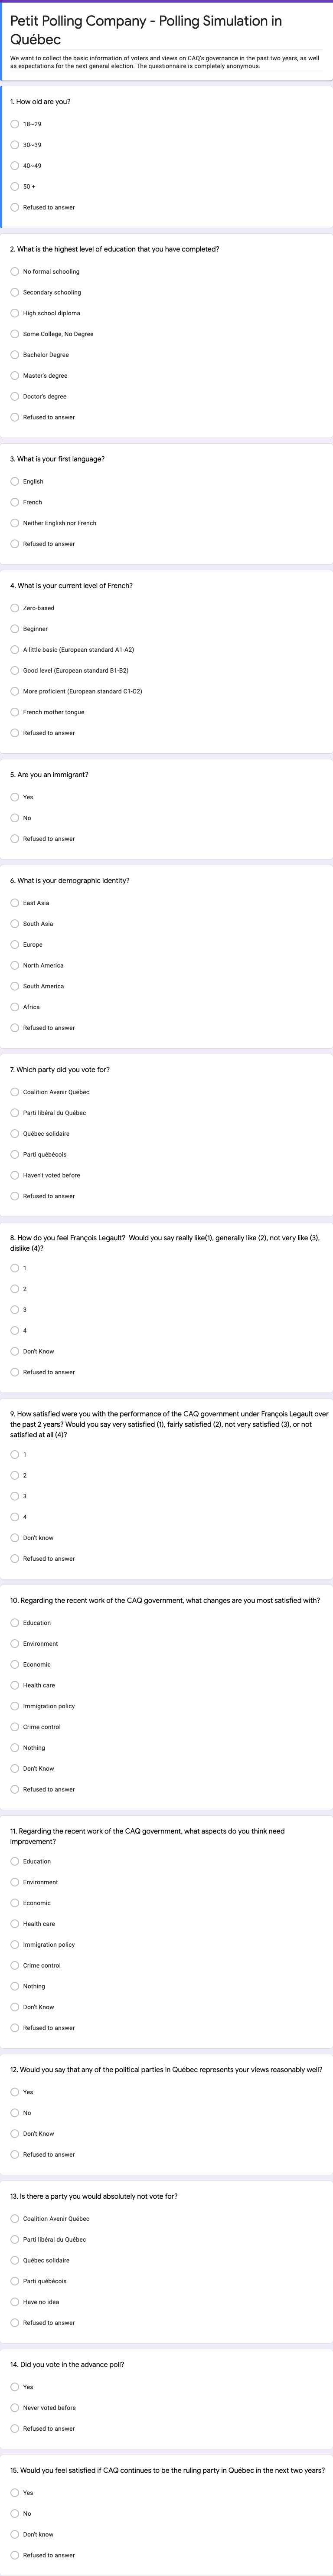 Petit Polling Company - Polling Simulation in
Québec
We want to collect the basic information of voters and views on CAQ's governance in the past two years, as well
as expectations for the next general election. The questionnaire is completely anonymous.
1. How old are you?
18~29
30~39
40~49
50 +
Refused to answer
2. What is the highest level of education that you have completed?
No formal schooling
Secondary schooling
High school diploma
Some College, No Degree
Bachelor Degree
Master's degree
Doctor's degree
Refused to answer
3. What is your first language?
English
French
Neither English nor French
Refused to answer
4. What is your current level of French?
Zero-based
Beginner
A little basic (European standard A1-A2)
Good level (European standard B1-B2)
More proficient (European standard C1-C2)
French mother tongue
Refused to answer
5. Are you an immigrant?
Yes
No
Refused to answer
6. What is your demographic identity?
East Asia
South Asia
Europe
North America
South America
Africa
Refused to answer
7. Which party did you vote for?
Coalition Avenir Québec
Parti libéral du Québec
Québec solidaire
Parti québécois
Haven't voted before
Refused to answer
8. How do you feel François Legault? Would you say really like(1), generally like (2), not very like (3),
dislike (4)?
1
2
3
4
Don't Know
Refused to answer
9. How satisfied were you with the performance of the CAQ government under François Legault over
the past 2 years? Would you say very satisfied (1), fairly satisfied (2), not very satisfied (3), or not
satisfied at all (4)?
1
2
3
4
Don't know
Refused to answer
10. Regarding the recent work of the CAQ government, what changes are you most satisfied with?
Education
Environment
Economic
Health care
Immigration policy
Crime control
Nothing
Don't Know
Refused to answer
11. Regarding the recent work of the CAQ government, what aspects do you think need
improvement?
Education
Environment
Economic
Health care
Immigration policy
Crime control
Nothing
Don't Know
Refused to answer
12. Would you say that any of the political parties in Québec represents your views reasonably well?
Yes
No
Don't Know
Refused to answer
13. Is there a party you would absolutely not vote for?
Coalition Avenir Québec
Parti libéral du Québec
Québec solidaire
Parti québécois
Have no idea
Refused to answer
14. Did you vote in the advance poll?
Yes
Never voted before
Refused to answer
15. Would you feel satisfied if CAQ continues to be the ruling party in Québec in the next two years?
Yes
No
Don't know
Refused to answer